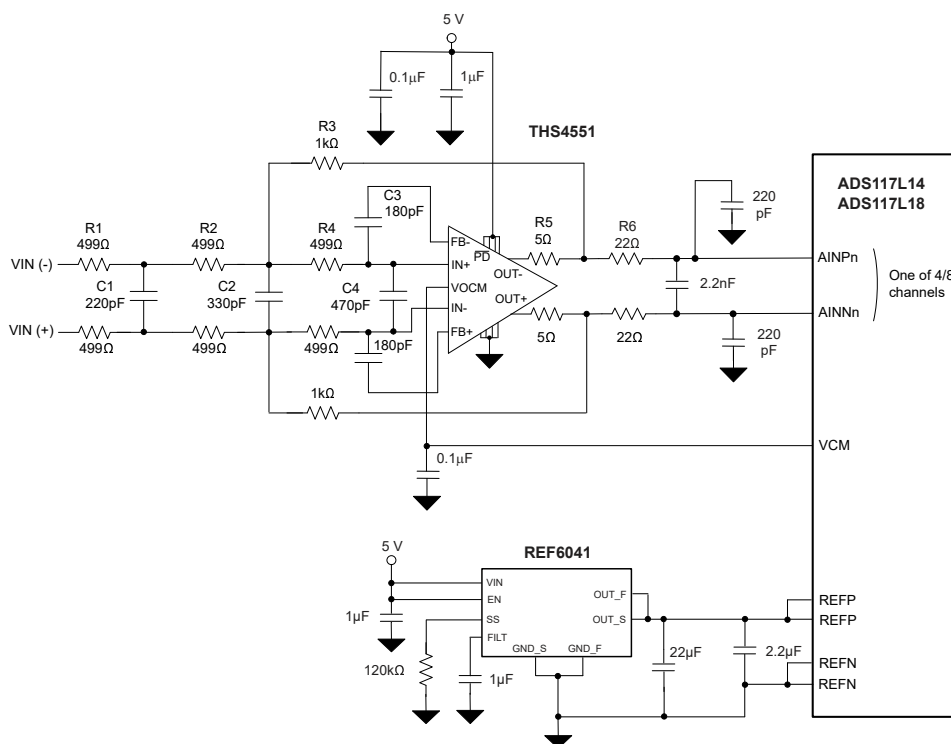 5 V
0.1µF
1µF
THS4551
R3
1kΩ
ADS117L14
ADS117L18
220
pF
C3
180pF
R1
499Ω
R2
499Ω
R4
499Ω
R5
5Ω
R6
22Ω
FB-
PD
OUT-
VIN (-)
IN+
AINPn
C1
220pF
C2
330pF
C4
470pF
VOCM
2.2nF
One of 4/8
channels
OUT+
IN-
VIN (+)
AINNn
FB+
499Ω
499Ω
499Ω
180pF
5Ω
22Ω
220
pF
1kΩ
VCM
0.1µF
5 V
REF6041
VIN
EN
SS
FILT
OUT_F
OUT_S
GND_S
GND_F
1µF
120kΩ
1µF
22µF
2.2µF
REFP
REFP
REFN
REFN